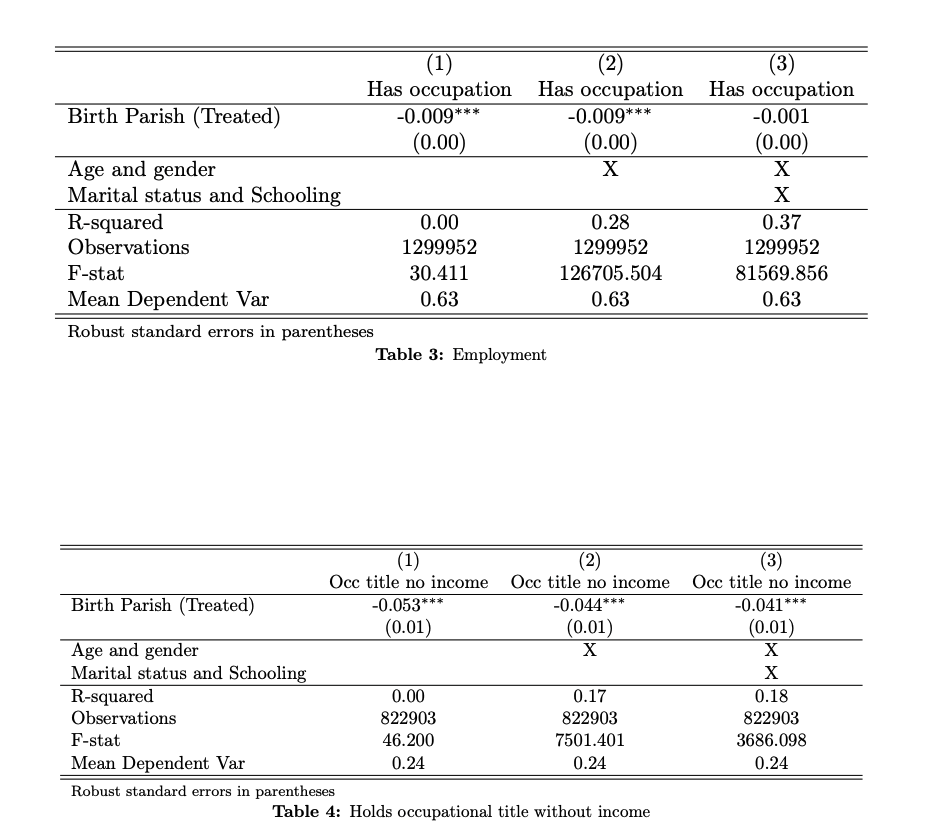 (1) (2) (3)
Has occupation Has occupation Has occupation
Birth Parish (Treated) -0.009*** -0.009*** -0.001
(0.00) (0.00) (0.00)
Age and gender X X
Marital status and Schooling X
R-squared 0.00 0.28 0.37
Observations 1299952 1299952 1299952
F-stat 30.411 126705.504 81569.856
Mean Dependent Var 0.63 0.63 0.63
Robust standard errors in parentheses
Table 3: Employment
(1) (2) (3)
Occ title no income Occ title no income Occ title no income
Birth Parish (Treated) -0.053*** -0.044*** -0.041***
(0.01) (0.01) (0.01)
Age and gender X X
Marital status and Schooling X
R-squared 0.00 0.17 0.18
Observations 822903 822903 822903
F-stat 46.200 7501.401 3686.098
Mean Dependent Var 0.24 0.24 0.24
Robust standard errors in parentheses
Table 4: Holds occupational title without income